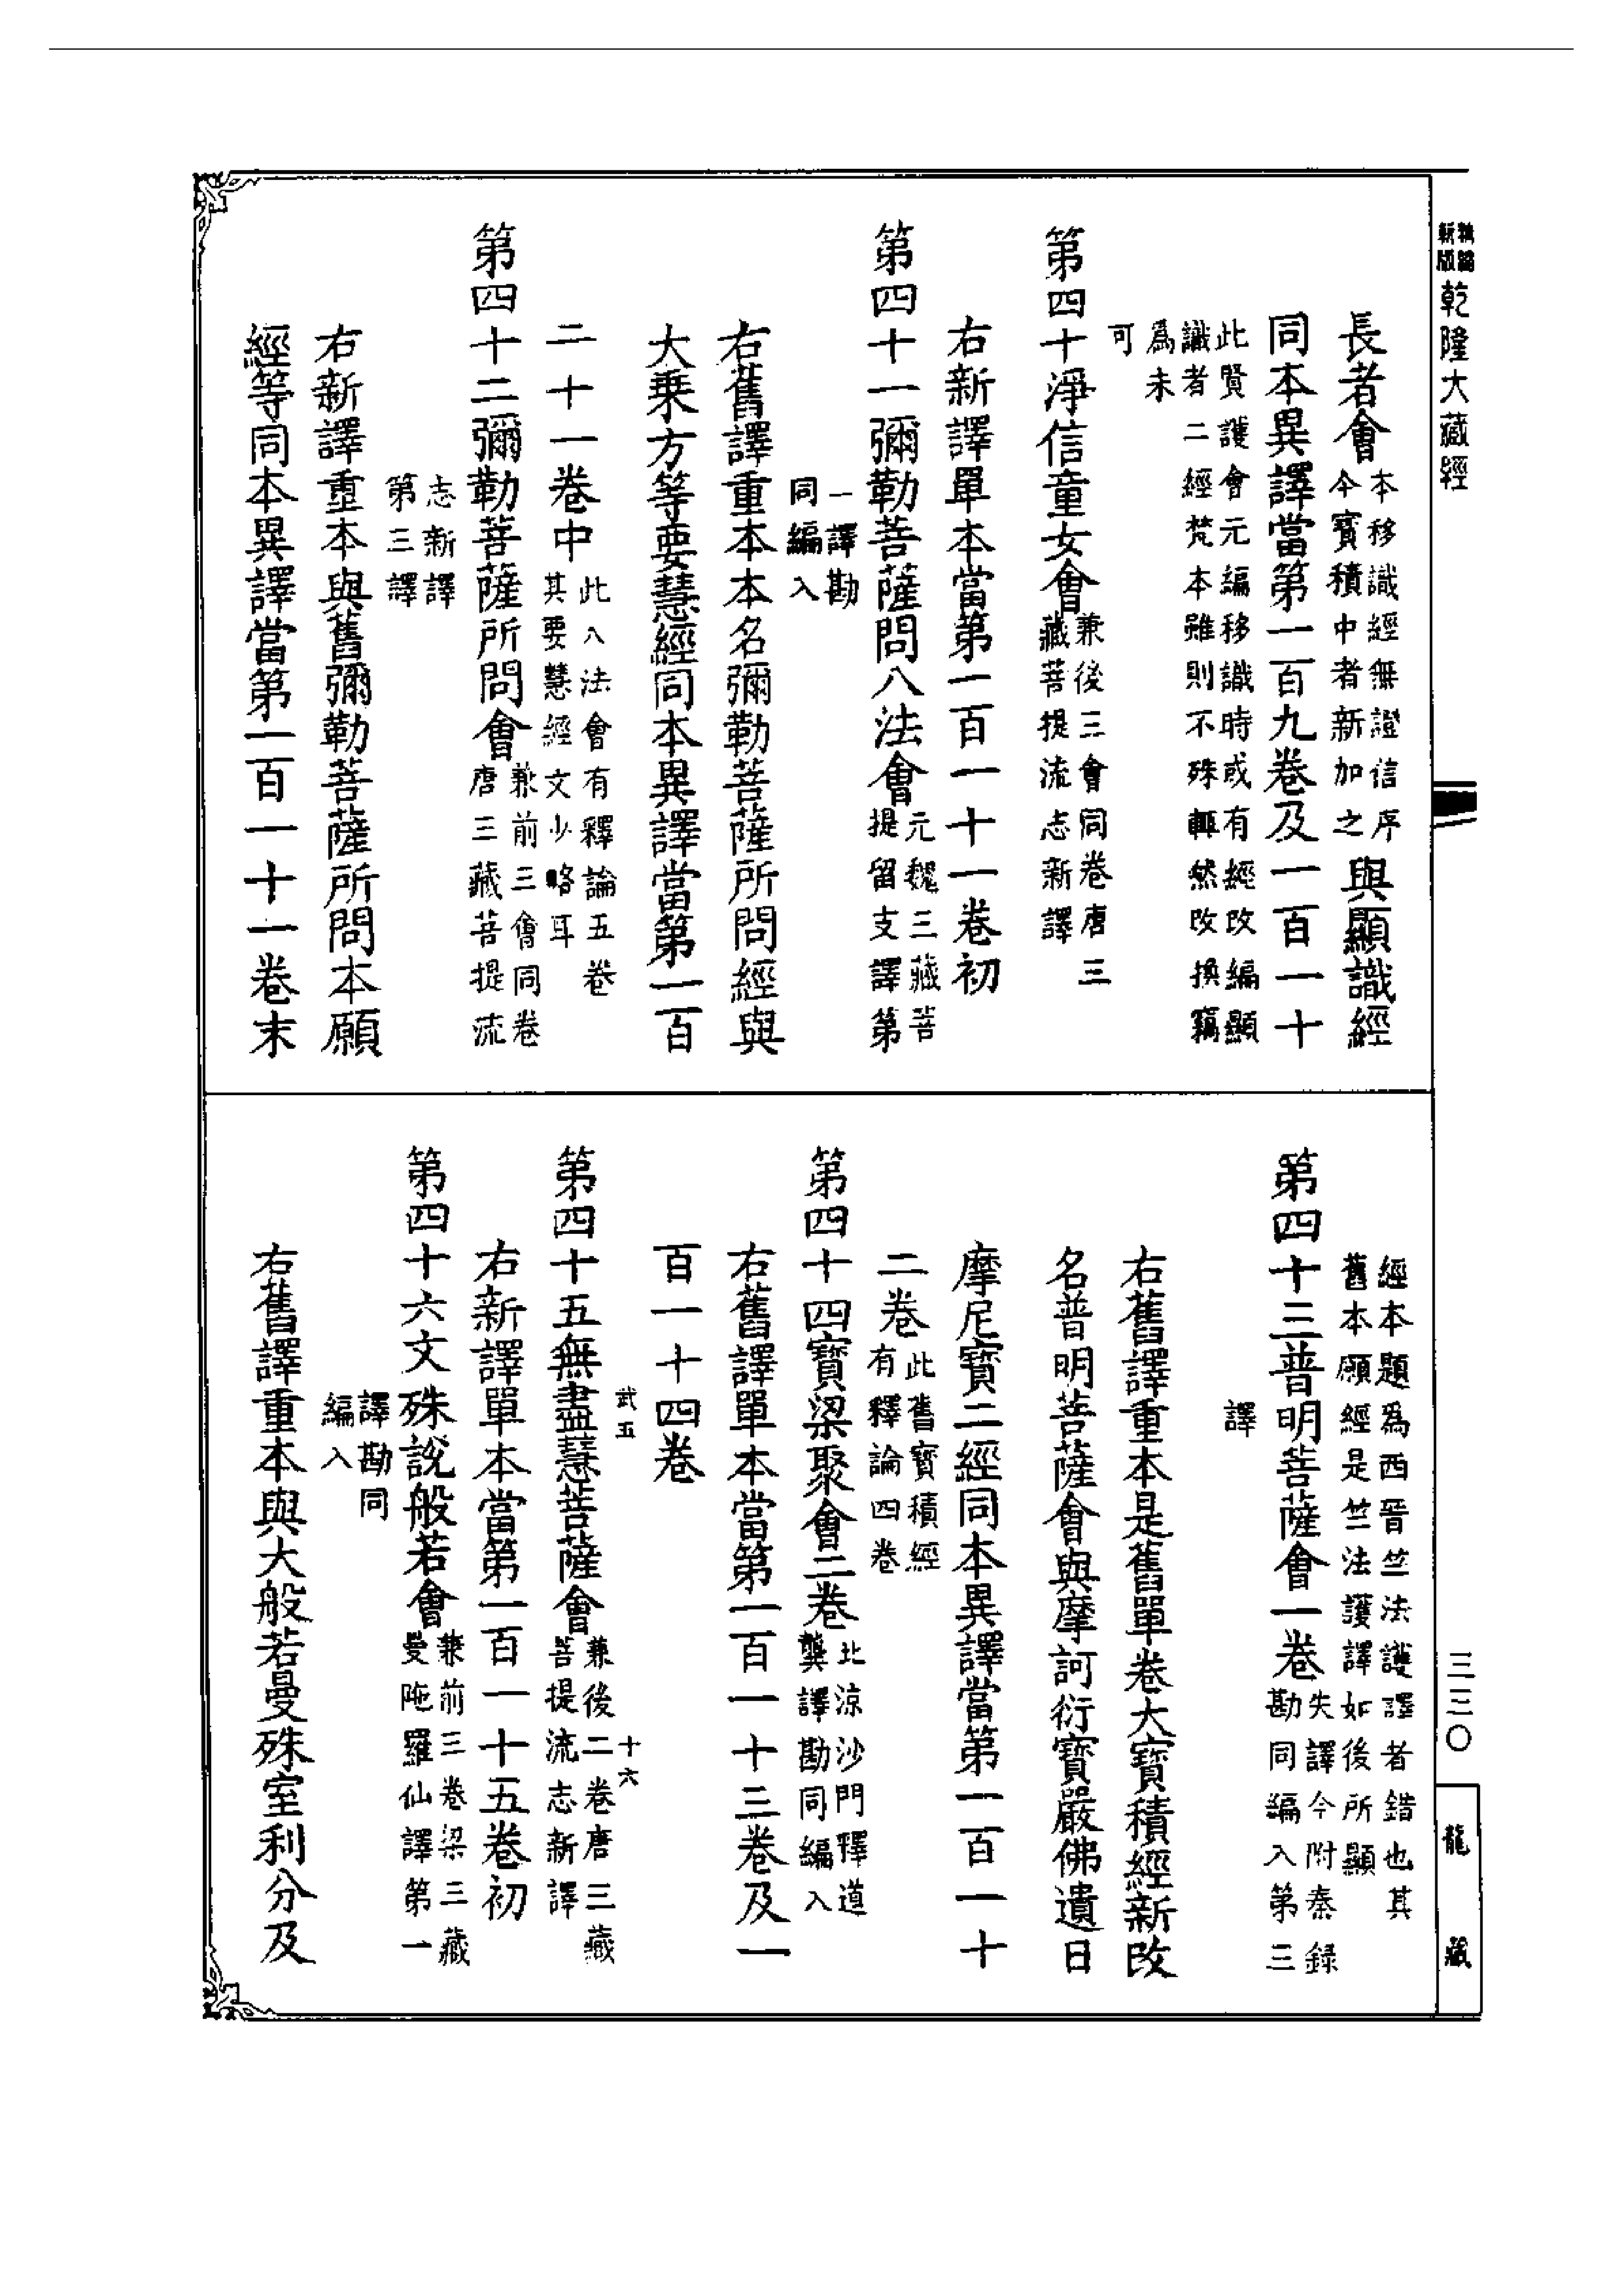 乾隆大藏經
長者會本移識經無證信序
今寶積中者新加之與顯識經
同本異譯當第一百九卷及一百一十
此賢護會元編移識時或有經改編顯
識者二經梵本雖則不殊輒然改換竊
爲未
可
第四十淨信童女會兼後三會同卷唐三
藏菩提流志新譯
右新譯單本當第一百一十一卷初
第四十一彌勒菩薩問八法會元魏三藏菩
提留支譯第
一譯勘
同編入
右舊譯重本本名彌勒菩薩所問經與
大乘方等要慧經同本異譯當第一百
二十一卷中此八法會有釋論五卷
其要慧經文少略耳
第四十二彌勒菩薩所問會兼前三會同卷
唐三藏菩提流
志新譯
第三譯
右新譯重本與舊彌勒菩薩所問本願
經等同本異譯當第一百一十一卷末
經本題爲西晉竺法護譯者錯也其
舊本願經是竺法護譯如後所顯
第四十三普明菩薩會一卷失譯今附秦錄
勘同編入第三
譯
右舊譯重本是舊單卷大寶積經新改
名普明菩薩會與摩訶衍寶嚴佛遺日
摩尼寶二經同本異譯當第一百一十
二卷此舊寶積經
有釋論四卷
第四十四寶梁聚會二卷北涼沙門釋道
龔譯勘同編入
右舊譯單本當第一百一十三卷及一
百一十四卷
武五
十六
第四十五無盡慧菩薩會兼後二卷唐三藏
菩提流志新譯
右新譯單本當第一百一十五卷初
第四十六文殊說般若會兼前三卷梁三藏
曼陁羅仙譯第一
譯勘同
編入
右舊譯重本與大般若曼殊室利分及
三三〇
龍藏